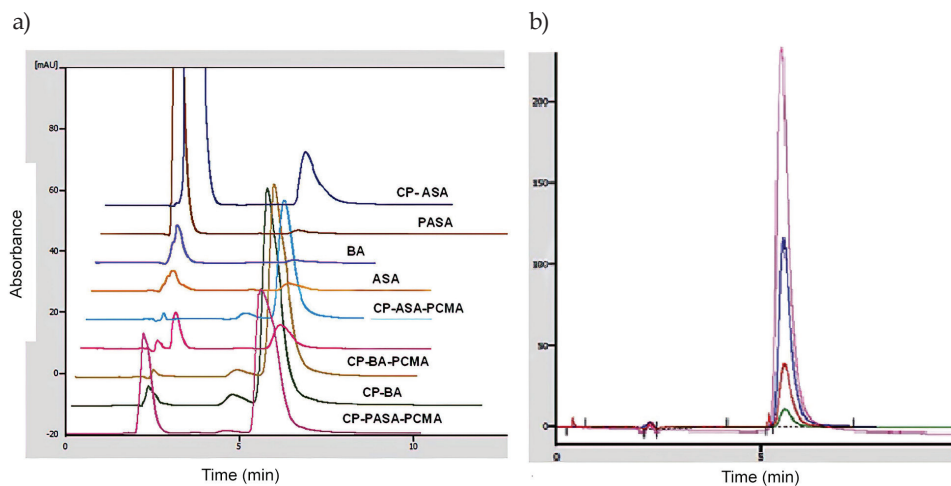 a)
[mAU]
80
60
40
20
0
-20
0
5
10
Absorbance
Time (min)
CP- ASA
PASA
BA
ASA
CP-ASA-PCMA
CP-BA-PCMA
CP-BA
CP-PASA-PCMA
b)
200
150
100
50
0
0
5
Time (min)